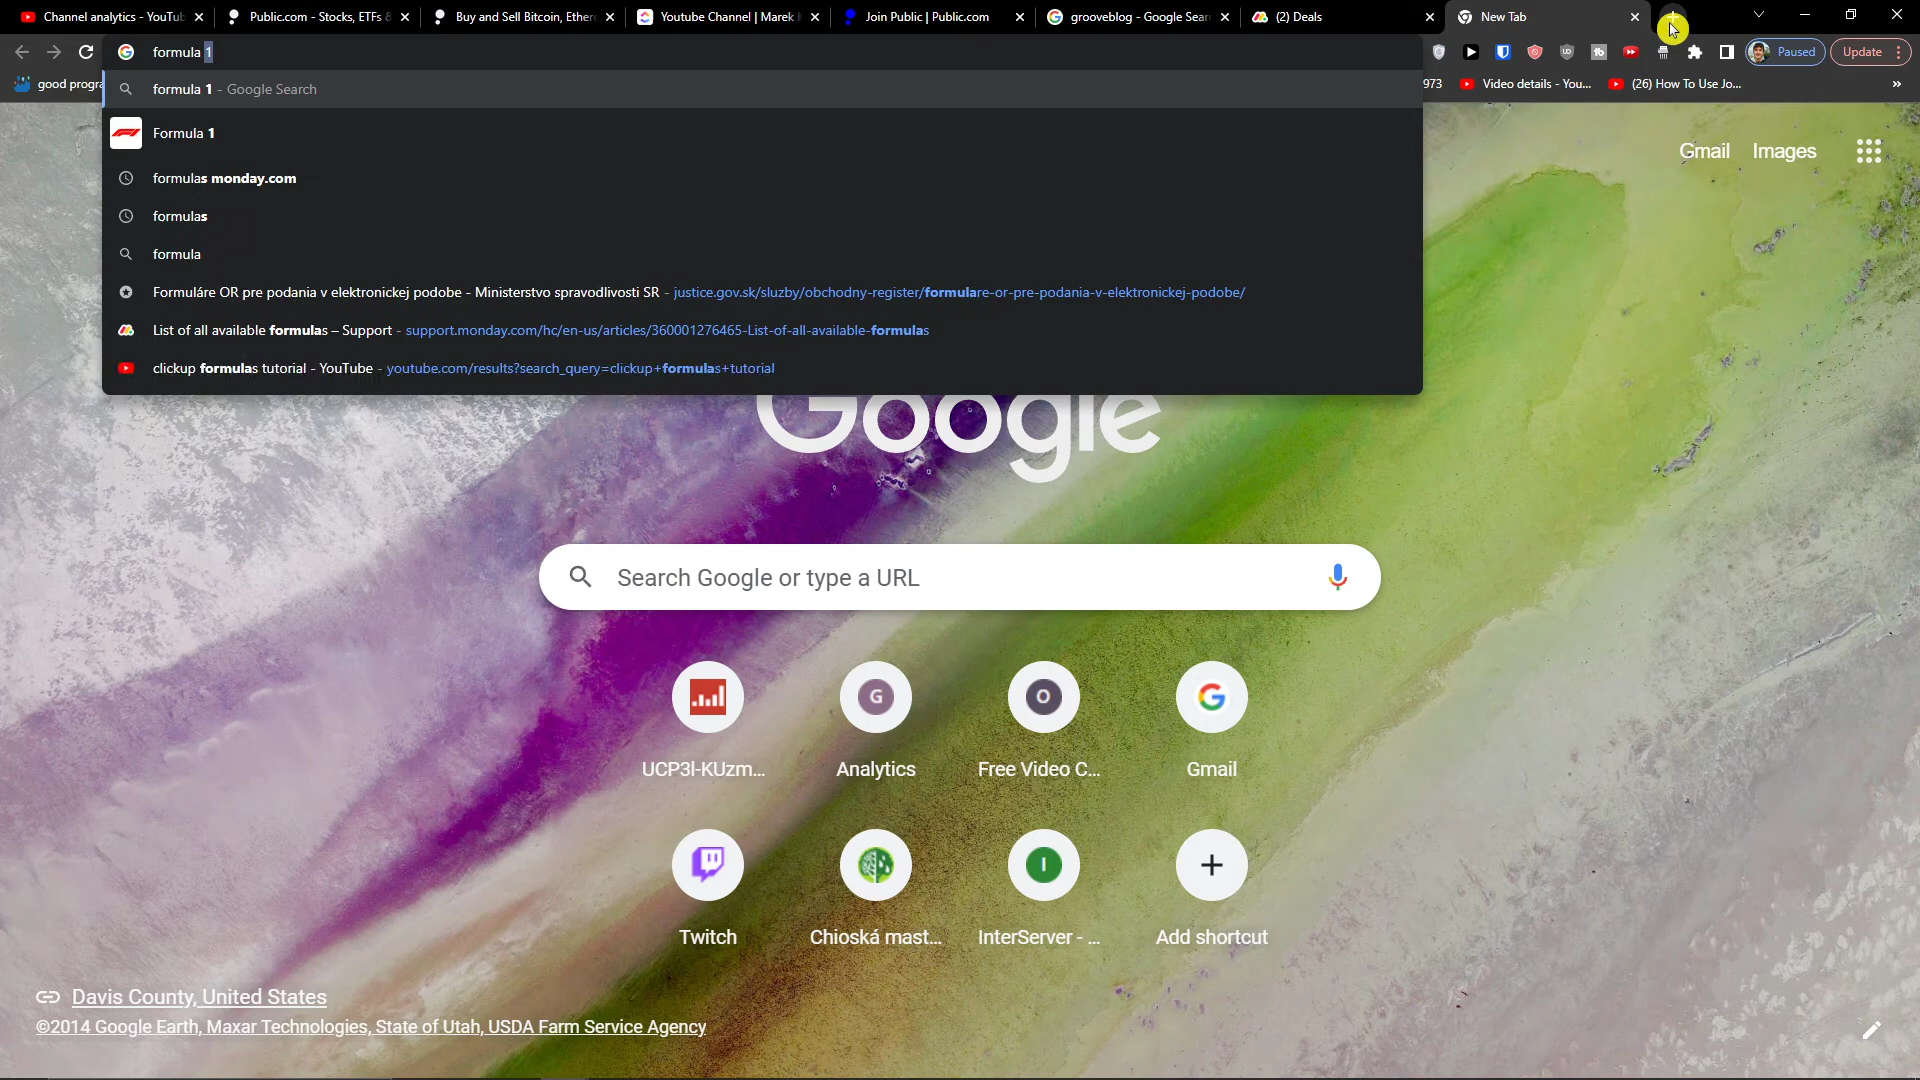 Channel analytics - YouTub
Public.com - Stocks, ETFs &
Buy and Sell Bitcoin, Ethere
Youtube Channel | Marek
Join Public | Public.com
grooveblog - Google Sear
(2) Deals
New Tab
formula 1
Paused
Update
good progra
973
Video details - You...
(26) How To Use Jo...
»
formula 1 - Google Search
Formula 1
formulas monday.com
formulas
formula
Formuláre OR pre podania v elektronickej podobe - Ministerstvo spravodlivosti SR - justice.gov.sk/sluzby/obchodny-register/formulare-or-pre-podania-v-elektronickej-podobe/
List of all available formulas – Support - support.monday.com/hc/en-us/articles/360001276465-List-of-all-available-formulas
clickup formulas tutorial - YouTube - youtube.com/results?search_query=clickup+formulas+tutorial
Gmail Images
Google
Search Google or type a URL
G
O
UCP3l-KUzm...
Analytics
Free Video C...
Gmail
I
Twitch
Chioská mast...
InterServer - ...
Add shortcut
Davis County, United States
©2014 Google Earth, Maxar Technologies, State of Utah, USDA Farm Service Agency